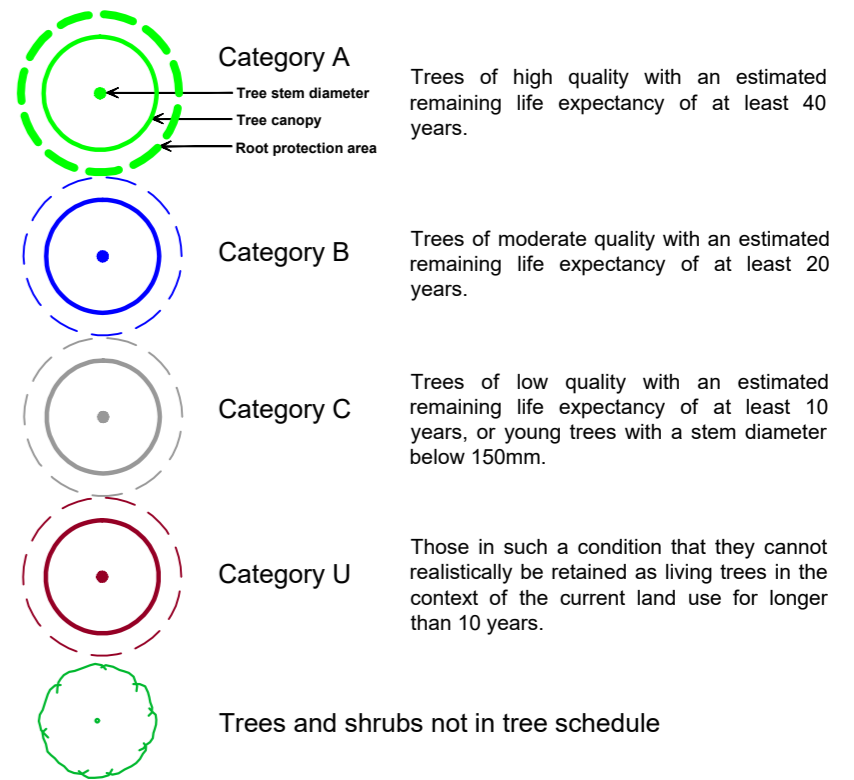 Category A
Tree stem diameter
Tree canopy
Root protection area
Trees of high quality with an estimated
remaining life expectancy of at least 40
years.
Category B
Trees of moderate quality with an estimated
remaining life expectancy of at least 20
years.
Category C
Trees of low quality with an estimated
remaining life expectancy of at least 10
years, or young trees with a stem diameter
below 150mm.
Category U
Those in such a condition that they cannot
realistically be retained as living trees in the
context of the current land use for longer
than 10 years.
Trees and shrubs not in tree schedule